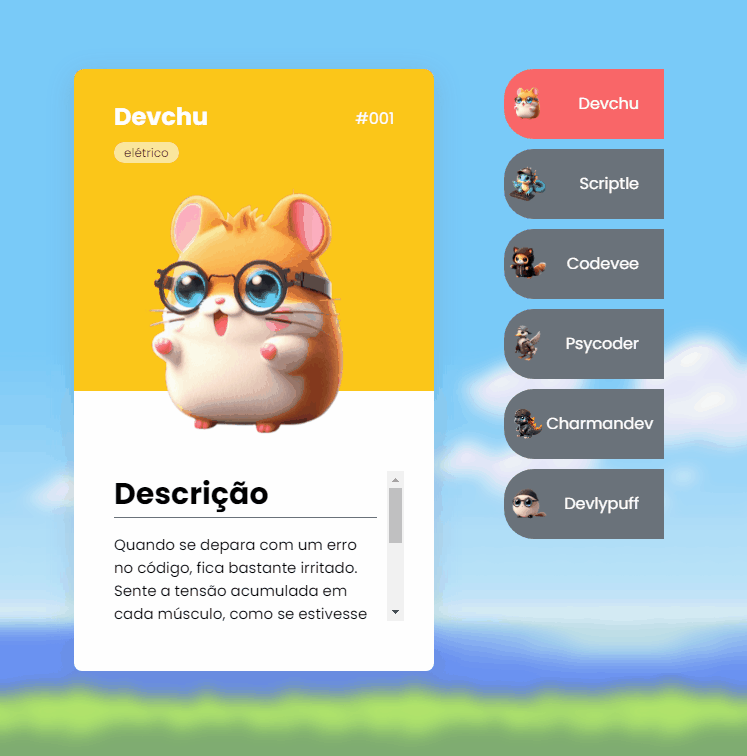 Devchu
#001
elétrico
Descrição
Quando se depara com um erro
no código, fica bastante irritado.
Sente a tensão acumulada em
cada músculo, como se estivesse
Devchu
Scriptle
Codevee
Psycoder
Charmandev
Devlypuff